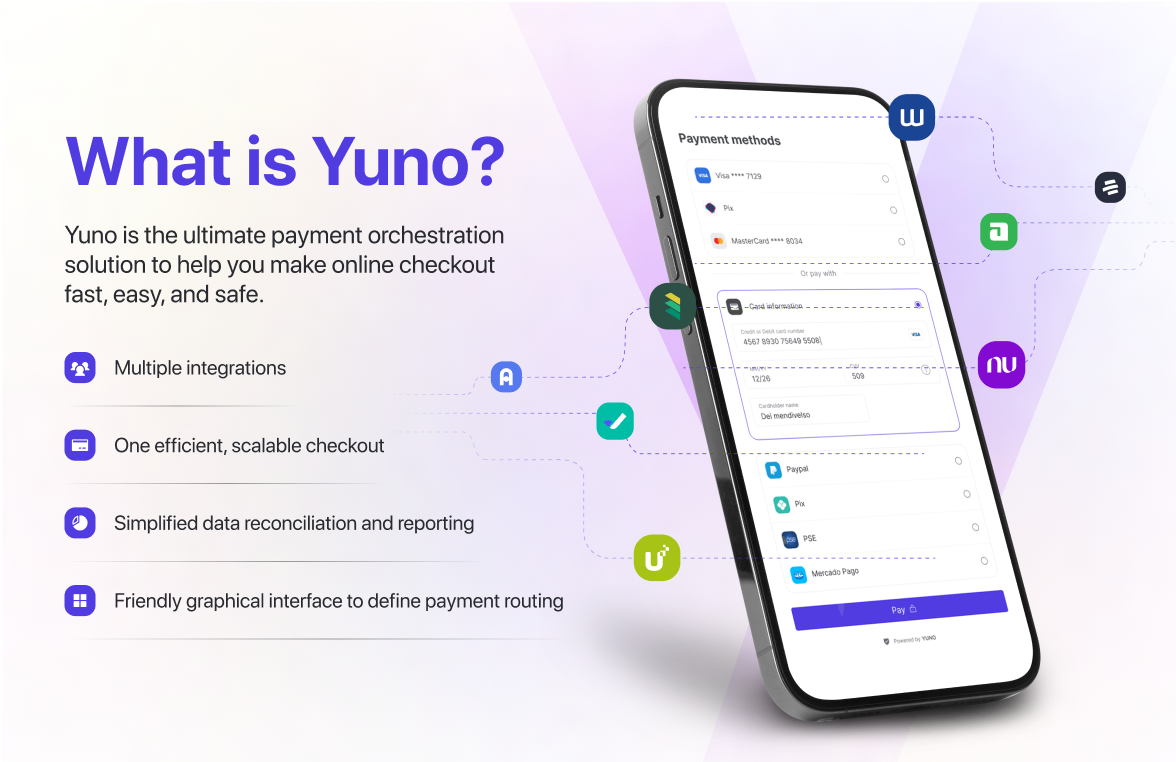 What is Yuno?
Yuno is the ultimate payment orchestration
solution to help you make online checkout
fast, easy, and safe.
Multiple integrations
One efficient, scalable checkout
Simplified data reconciliation and reporting
Friendly graphical interface to define payment routing
Payment methods
VISA Visa **** 7129
Pix
MasterCard **** 8034
Or pay with
Card information
Credit or Debit card number
4567 8930 75649 5508
VISA
12/26
509
Cardholder name
Dei mendivelso
Paypal
Pix
PSE PSE
Mercado Pago
Pay
Powered by YUNO
W
a
A
nu
U